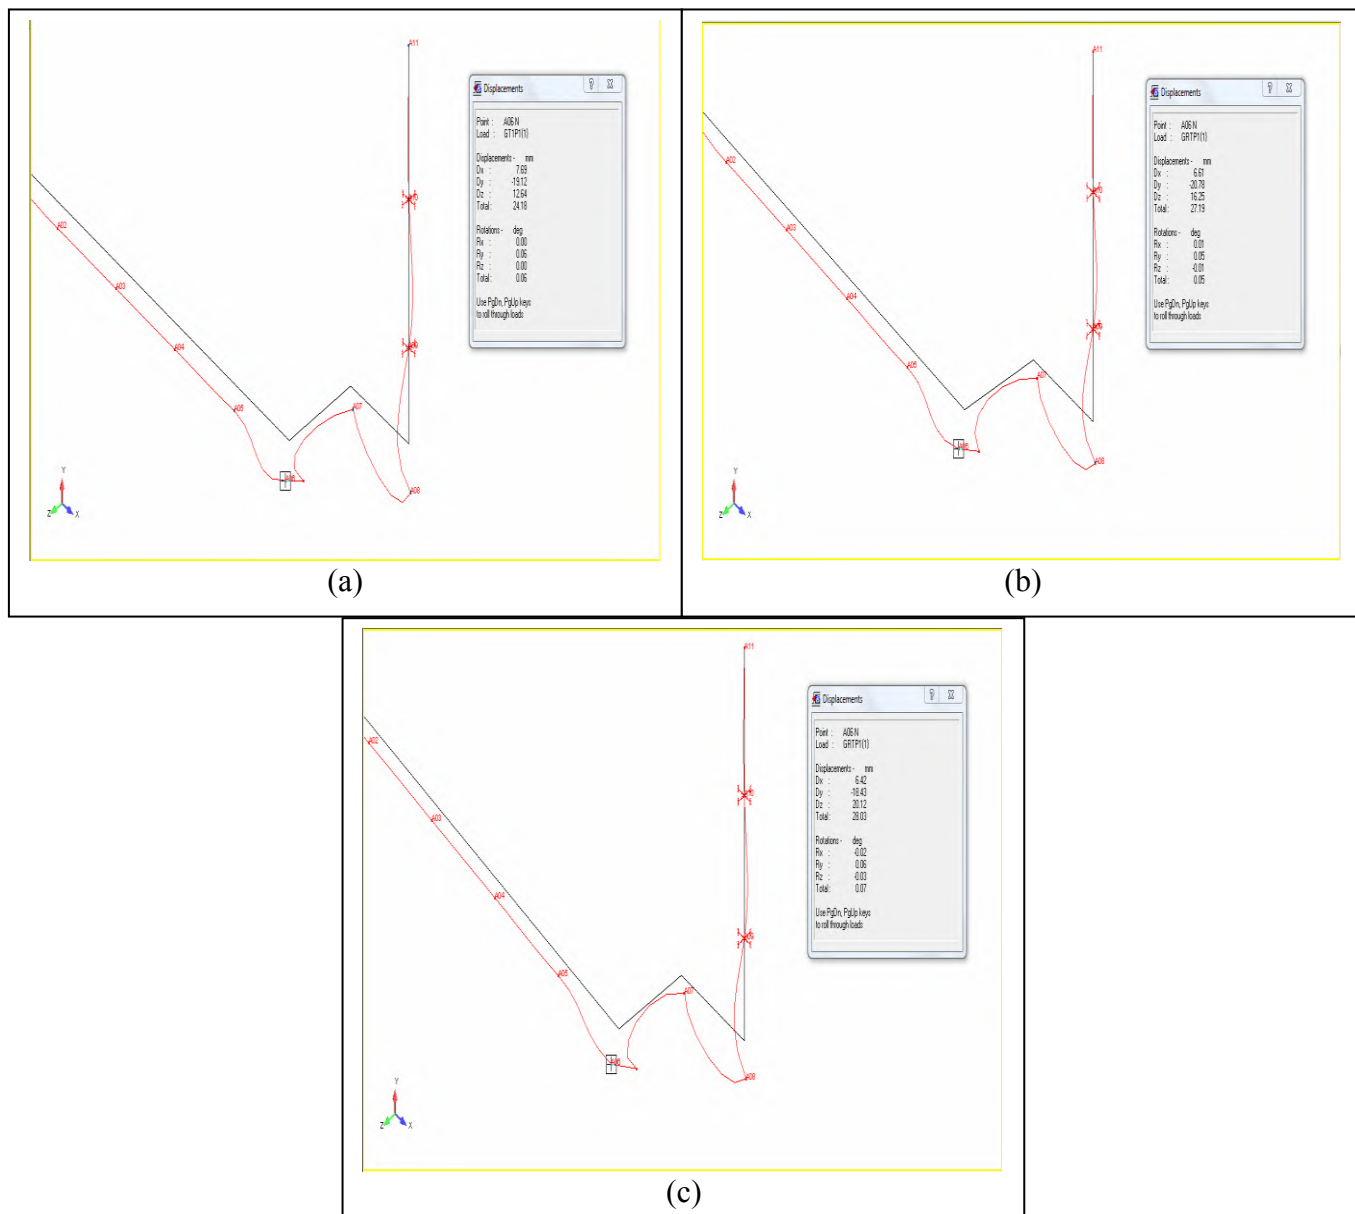 A11
Displacements
Point : A06 N
Load : GT1P1(1)
Displacements - mm
Dx : 7.69
Dy : -19.12
Dz : 12.64
Total : 24.18
Rotations - deg
Rx : 0.00
Ry : 0.06
Rz : 0.00
Total : 0.06
Use PgDn, PgUp keys
to roll through loads
A02
A03
A04
A05
A07
A08
Y
Z X
(a)
A11
Displacements
Point : A06 N
Load : GRTP1(1)
Displacements - mm
Dx : 6.61
Dy : -20.78
Dz : 16.25
Total : 27.19
Rotations - deg
Rx : 0.01
Ry : 0.05
Rz : -0.01
Total : 0.05
Use PgDn, PgUp keys
to roll through loads
A02
A03
A04
A05
A07
A08
Y
Z X
(b)
A11
Displacements
Point : A06 N
Load : GRTP1(1)
Displacements - mm
Dx : 6.42
Dy : -18.43
Dz : 20.12
Total : 28.03
Rotations - deg
Rx : -0.02
Ry : 0.06
Rz : -0.03
Total : 0.07
Use PgDn, PgUp keys
to roll through loads
A02
A03
A04
A05
A06
A07
A08
Y
Z X
(c)